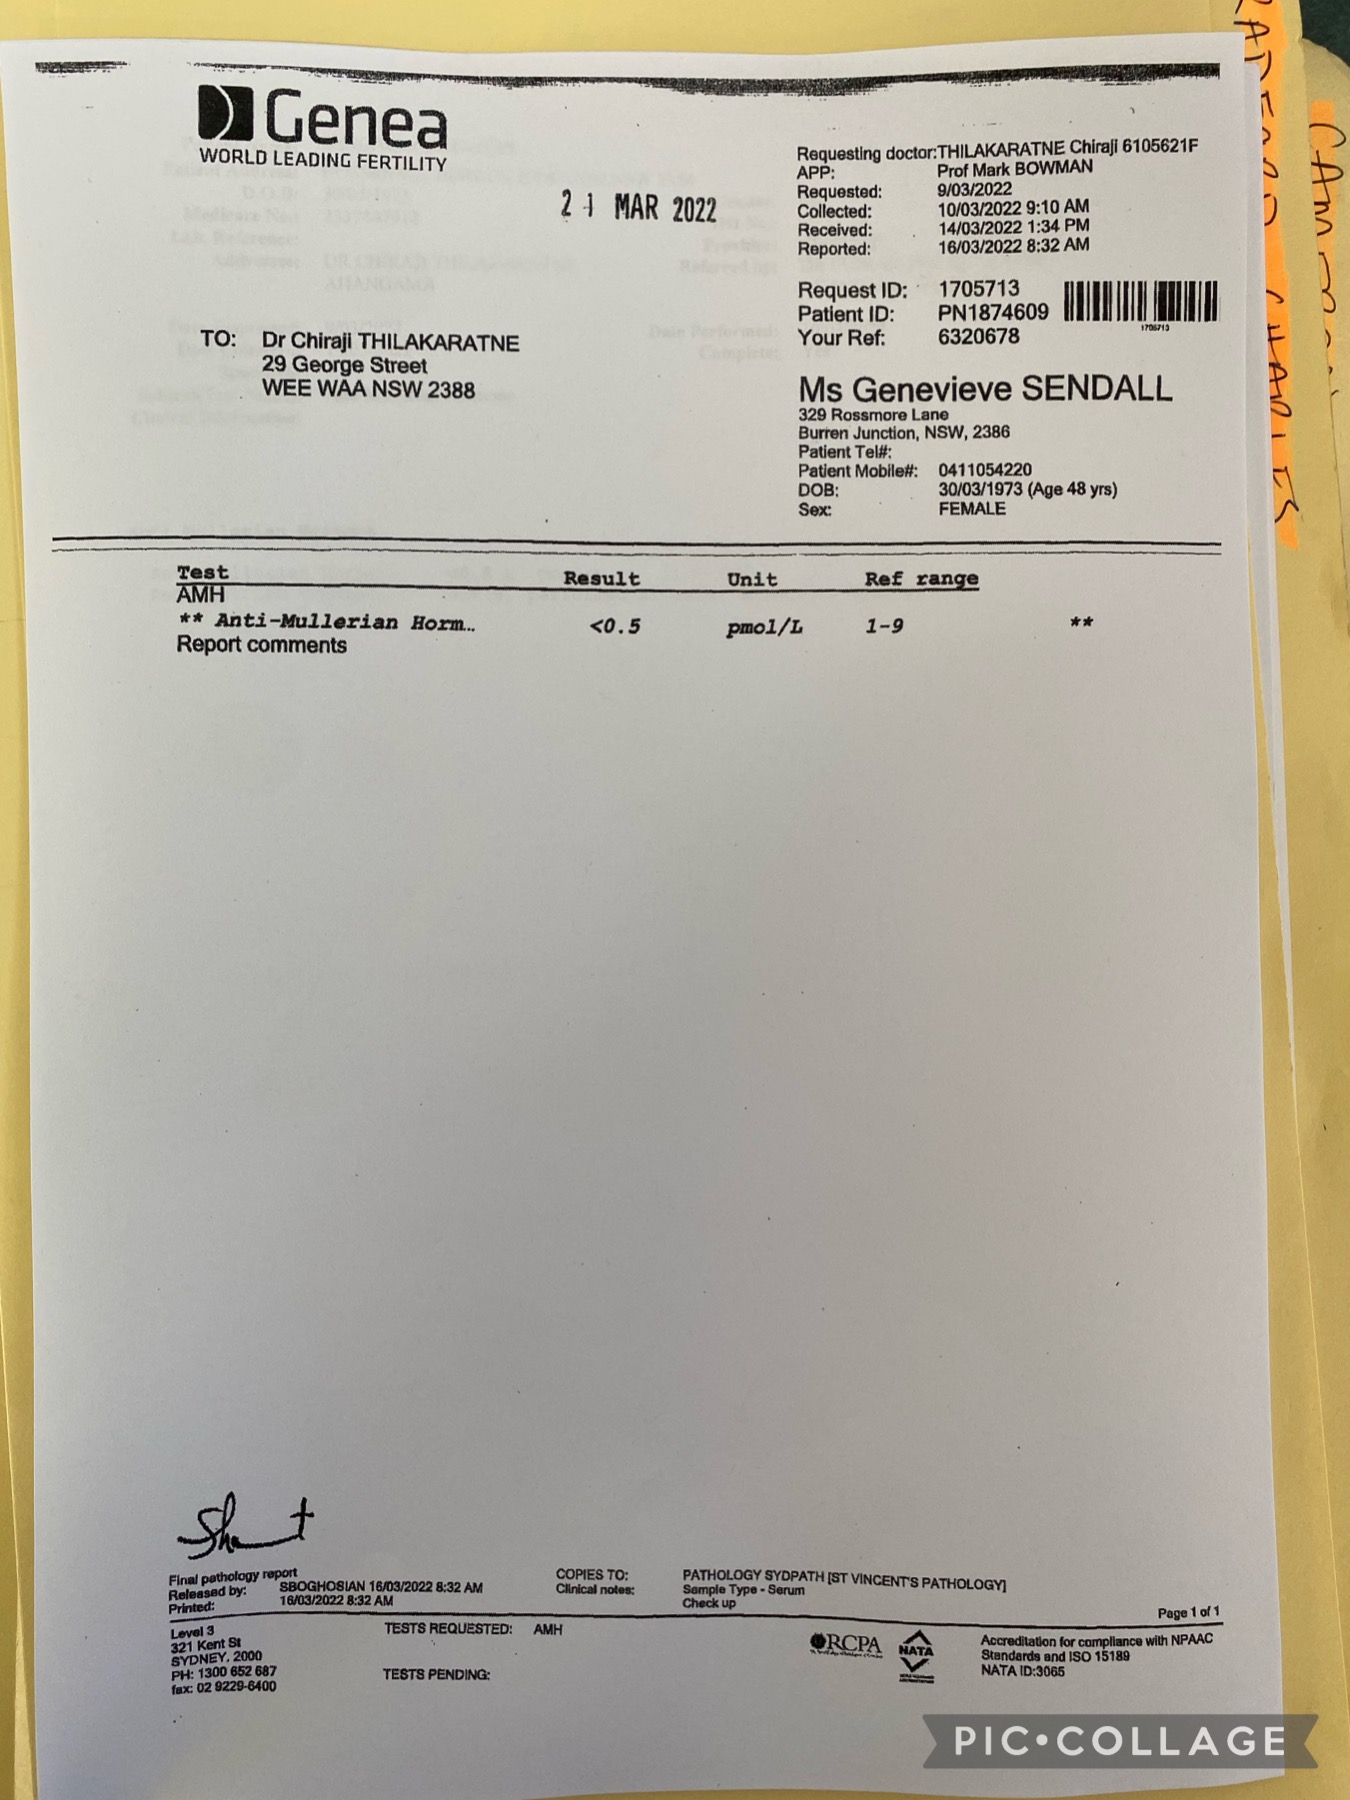 Genea
WORLD LEADING FERTILITY
21 MAR 2022
Requesting doctor:THILAKARATNE Chiraji 6105621F
APP: Prof Mark BOWMAN
Requested: 9/03/2022
Collected: 10/03/2022 9:10 AM
Received: 14/03/2022 1:34 PM
Reported: 16/03/2022 8:32 AM
Request ID: 1705713
Patient ID: PN1874609
Your Ref: 6320678
1705713
TO: Dr Chiraji THILAKARATNE
29 George Street
WEE WAA NSW 2388
Ms Genevieve SENDALL
329 Rossmore Lane
Burren Junction, NSW, 2386
Patient Tel#:
Patient Mobile#: 0411054220
DOB: 30/03/1973 (Age 48 yrs)
Sex: FEMALE
Test Result Unit Ref range
AMH
** Anti-Mullerian Horm… <0.5 pmol/L 1-9 **
Report comments
Final pathology report
Released by: SBOGHOSIAN 16/03/2022 8:32 AM
Printed: 16/03/2022 8:32 AM
COPIES TO: PATHOLOGY SYDPATH [ST VINCENT'S PATHOLOGY]
Clinical notes: Sample Type - Serum
Check up
Page 1 of 1
Level 3
321 Kent St
SYDNEY, 2000
PH: 1300 652 687
fax: 02 9229-6400
TESTS REQUESTED: AMH
TESTS PENDING:
RCPA
NATA
Accreditation for compliance with NPAAC
Standards and ISO 15189
NATA ID:3065
PIC•COLLAGE